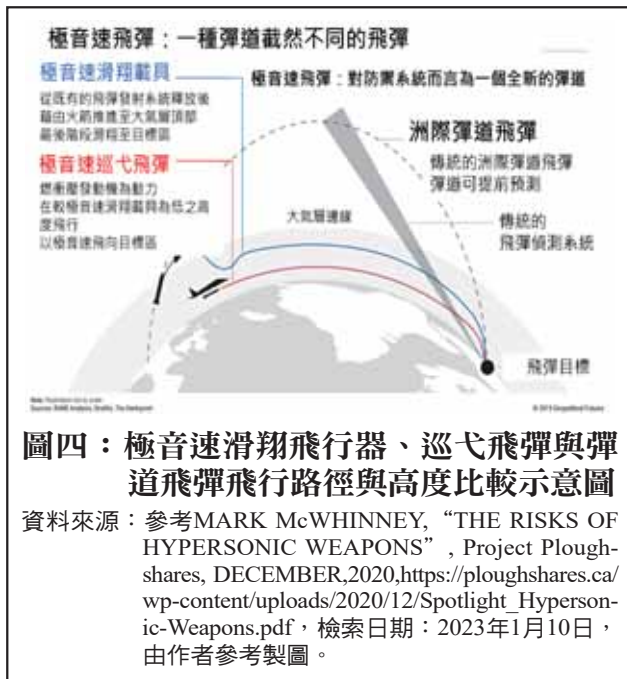 極音速飛彈：一種彈道截然不同的飛彈
極音速滑翔載具
從既有的飛彈發射系統釋放後
藉由火箭推進至大氣層頂部
最後階段滑翔至目標區
極音速巡弋飛彈
燃衝壓發動機為動力
在較極音速滑翔載具為低之高
度飛行
以極音速飛向目標區
極音速飛彈：對防禦系統而言為一個全新的彈道
洲際彈道飛彈
傳統的洲際彈道飛彈
彈道可提前預測
傳統的
飛彈偵測系統
大氣層邊線
飛彈目標
© 2019 Geopolitical Futures
圖四：極音速滑翔飛行器、巡弋飛彈與彈
道飛彈飛行路徑與高度比較示意圖
資料來源：參考MARK McWHINNEY, “THE RISKS OF
HYPERSONIC WEAPONS”, Project Plough-
shares, DECEMBER,2020,https://ploughshares.ca/
wp-content/uploads/2020/12/Spotlight_Hyperson-
ic-Weapons.pdf，檢索日期：2023年1月10日，
由作者參考製圖。